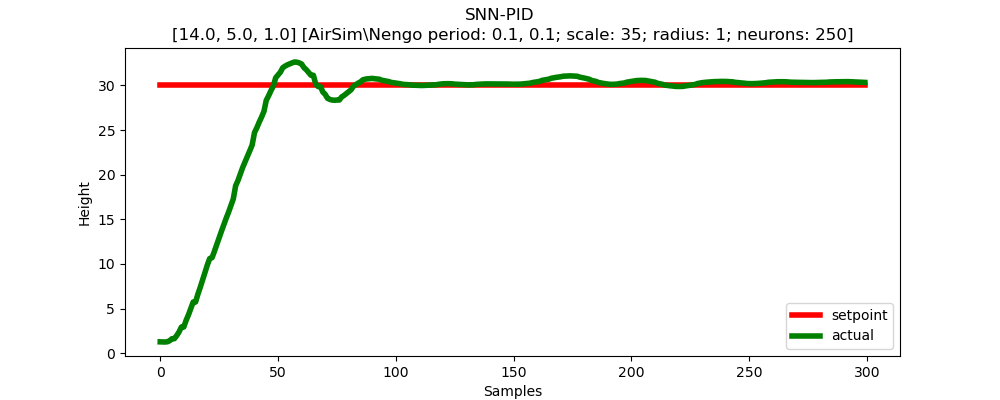 SNN-PID
[14.0, 5.0, 1.0] [AirSim\Nengo period: 0.1, 0.1; scale: 35; radius: 1; neurons: 250]
Height
30
25
20
15
10
5
0
setpoint
actual
0 50 100 150 200 250 300
Samples